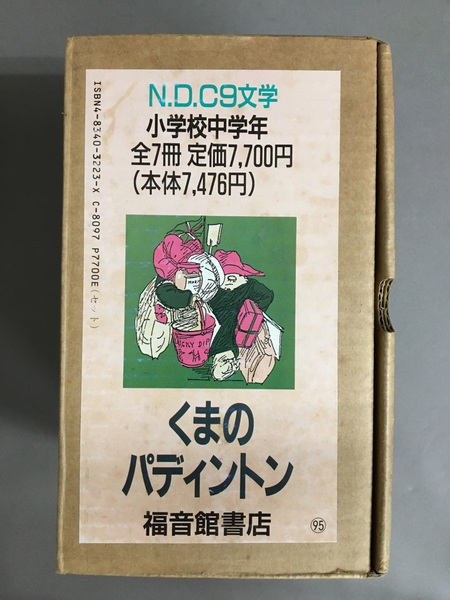 N.D.C9文学
小学校中学年
全7冊 定価7,700円
(本体7,476円)
ISBN4-8340-3223-X C-8097 P7700E(セット)
LUCKY DIP
くまの
パディントン
福音館書店
95